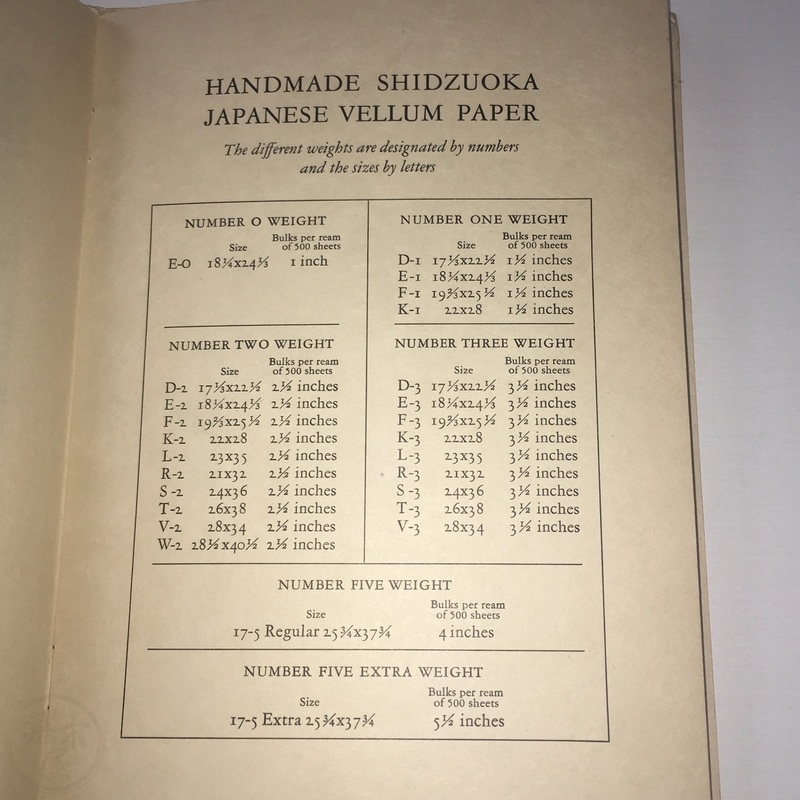 HANDMADE SHIDZUOKA
JAPANESE VELLUM PAPER
The different weights are designated by numbers
and the sizes by letters
NUMBER O WEIGHT
Size Bulks per ream of 500 sheets
E-0 18¼x24⅓ 1 inch
NUMBER ONE WEIGHT
Size Bulks per ream of 500 sheets
D-1 17⅓x22½ 1½ inches
E-1 18¼x24⅓ 1½ inches
F-1 19⅔x25½ 1½ inches
K-1 22x28 1½ inches
NUMBER TWO WEIGHT
Size Bulks per ream of 500 sheets
D-2 17⅓x22½ 2½ inches
E-2 18¼x24⅓ 2½ inches
F-2 19⅔x25½ 2½ inches
K-2 22x28 2½ inches
L-2 23x35 2½ inches
R-2 21x32 2½ inches
S-2 24x36 2½ inches
T-2 26x38 2½ inches
V-2 28x34 2½ inches
W-2 28½x40½ 2½ inches
NUMBER THREE WEIGHT
Size Bulks per ream of 500 sheets
D-3 17⅓x22½ 3½ inches
E-3 18¼x24⅓ 3½ inches
F-3 19⅔x25½ 3½ inches
K-3 22x28 3½ inches
L-3 23x35 3½ inches
R-3 21x32 3½ inches
S-3 24x36 3½ inches
T-3 26x38 3½ inches
V-3 28x34 3½ inches
NUMBER FIVE WEIGHT
Size Bulks per ream of 500 sheets
17-5 Regular 25¾x37¾ 4 inches
NUMBER FIVE EXTRA WEIGHT
Size Bulks per ream of 500 sheets
17-5 Extra 25¾x37¾ 5½ inches